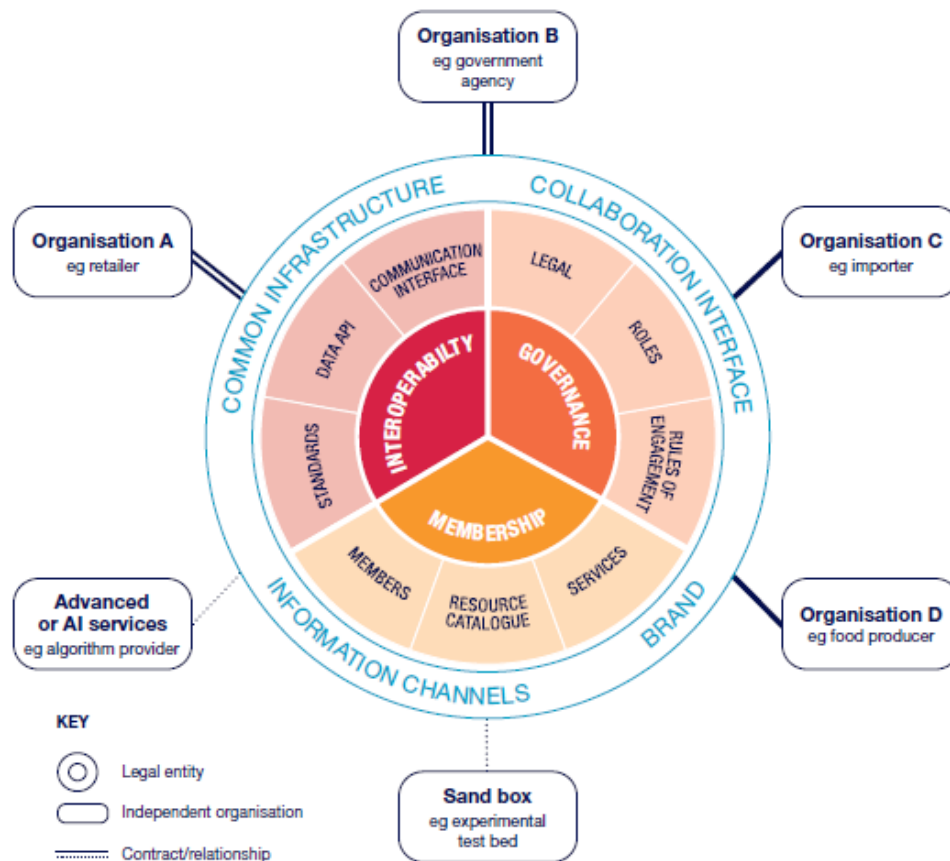 Organisation B
eg government
agency
Organisation A
eg retailer
Organisation C
eg importer
COMMON INFRASTRUCTURE
COLLABORATION INTERFACE
COMMUNICATION
INTERFACE
LEGAL
DATA API
ROLES
INTEROPERABILTY
GOVERNANCE
STANDARDS
RULES OF
ENGAGEMENT
MEMBERSHIP
MEMBERS
RESOURCE
CATALOGUE
SERVICES
INFORMATION CHANNELS
BRAND
Advanced
or AI services
eg algorithm provider
Organisation D
eg food producer
KEY
Legal entity
Independent organisation
Contract/relationship
Sand box
eg experimental
test bed